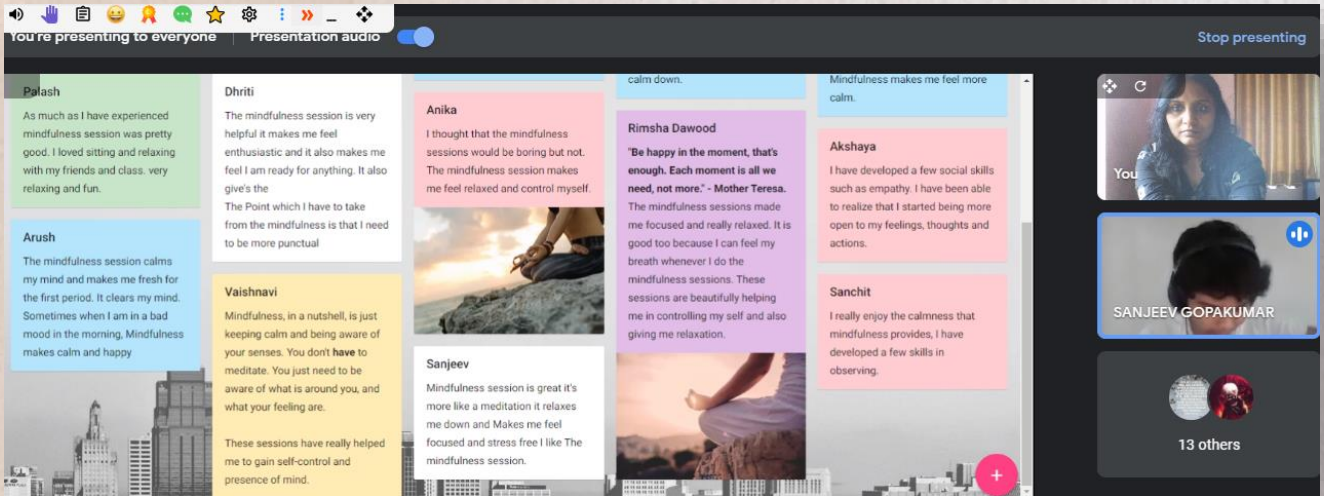 You're presenting to everyone
Presentation audio
Stop presenting
Palash
As much as I have experienced
mindfulness session was pretty
good. I loved sitting and relaxing
with my friends and class. very
relaxing and fun.
Arush
The mindfulness session calms
my mind and makes me fresh for
the first period. It clears my mind.
Sometimes when I am in a bad
mood in the morning, Mindfulness
makes calm and happy
Dhriti
The mindfulness session is very
helpful it makes me feel
enthusiastic and it also makes me
feel I am ready for anything. It also
give's the
The Point which I have to take
from the mindfulness is that I need
to be more punctual
Vaishnavi
Mindfulness, in a nutshell, is just
keeping calm and being aware of
your senses. You don't have to
meditate. You just need to be
aware of what is around you, and
what your feeling are.
These sessions have really helped
me to gain self-control and
presence of mind.
Anika
I thought that the mindfulness
sessions would be boring but not.
The mindfulness session makes
me feel relaxed and control myself.
Sanjeev
Mindfulness session is great it's
more like a meditation it relaxes
me down and Makes me feel
focused and stress free I like The
mindfulness session.
calm down.
Rimsha Dawood
"Be happy in the moment, that's
enough. Each moment is all we
need, not more." - Mother Teresa.
The mindfulness sessions made
me focused and really relaxed. It is
good too because I can feel my
breath whenever I do the
mindfulness sessions. These
sessions are beautifully helping
me in controlling my self and also
giving me relaxation.
Mindfulness makes me feel more
calm.
Akshaya
I have developed a few social skills
such as empathy. I have been able
to realize that I started being more
open to my feelings, thoughts and
actions.
Sanchit
I really enjoy the calmness that
mindfulness provides, I have
developed a few skills in
observing.
You
SANJEEV GOPAKUMAR
13 others